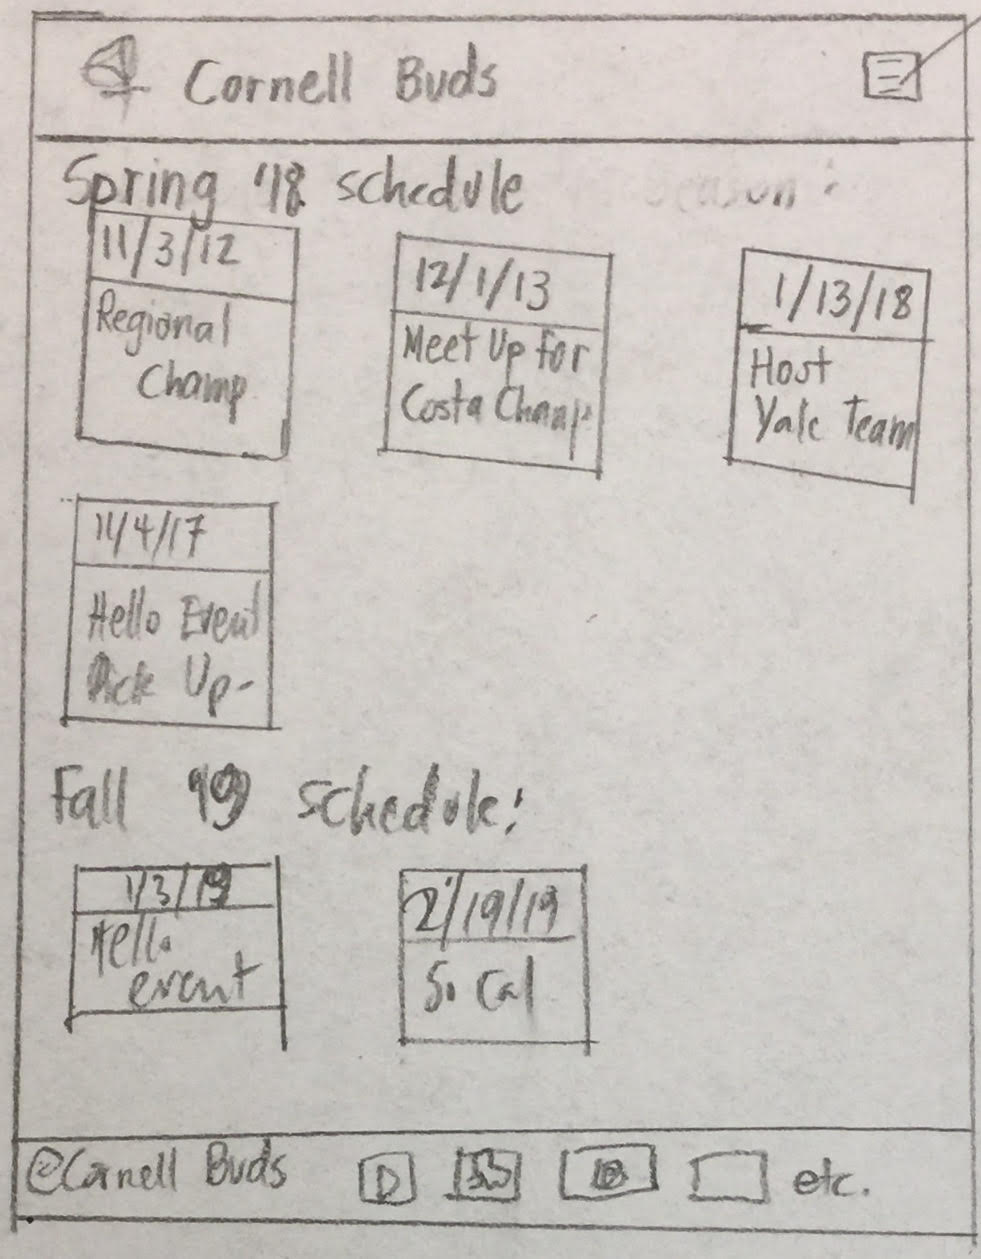 Cornell Buds
Spring '18 schedule
Season:
11/3/12
Regional
Champ
12/1/13
Meet Up for
Costa Champ
1/13/18
Host
Yale Team
11/4/17
Hello Event
Pick Up-
Fall 19 schedule:
1/3/19
Hello
event
2/19/19
So Cal
@Cornell Buds
etc.